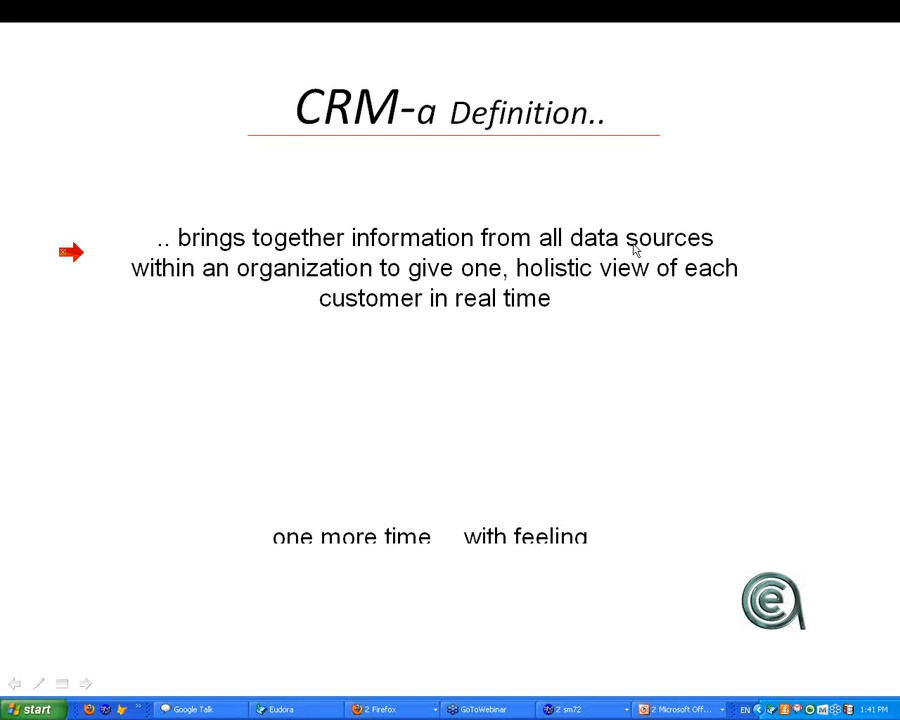 CRM-a Definition..
.. brings together information from all data sources
within an organization to give one, holistic view of each
customer in real time
one more time with feeling
start
Google Talk
Eudora
2 Firefox
GoToWebinar
2 sm72
2 Microsoft Off...
EN
1:41 PM